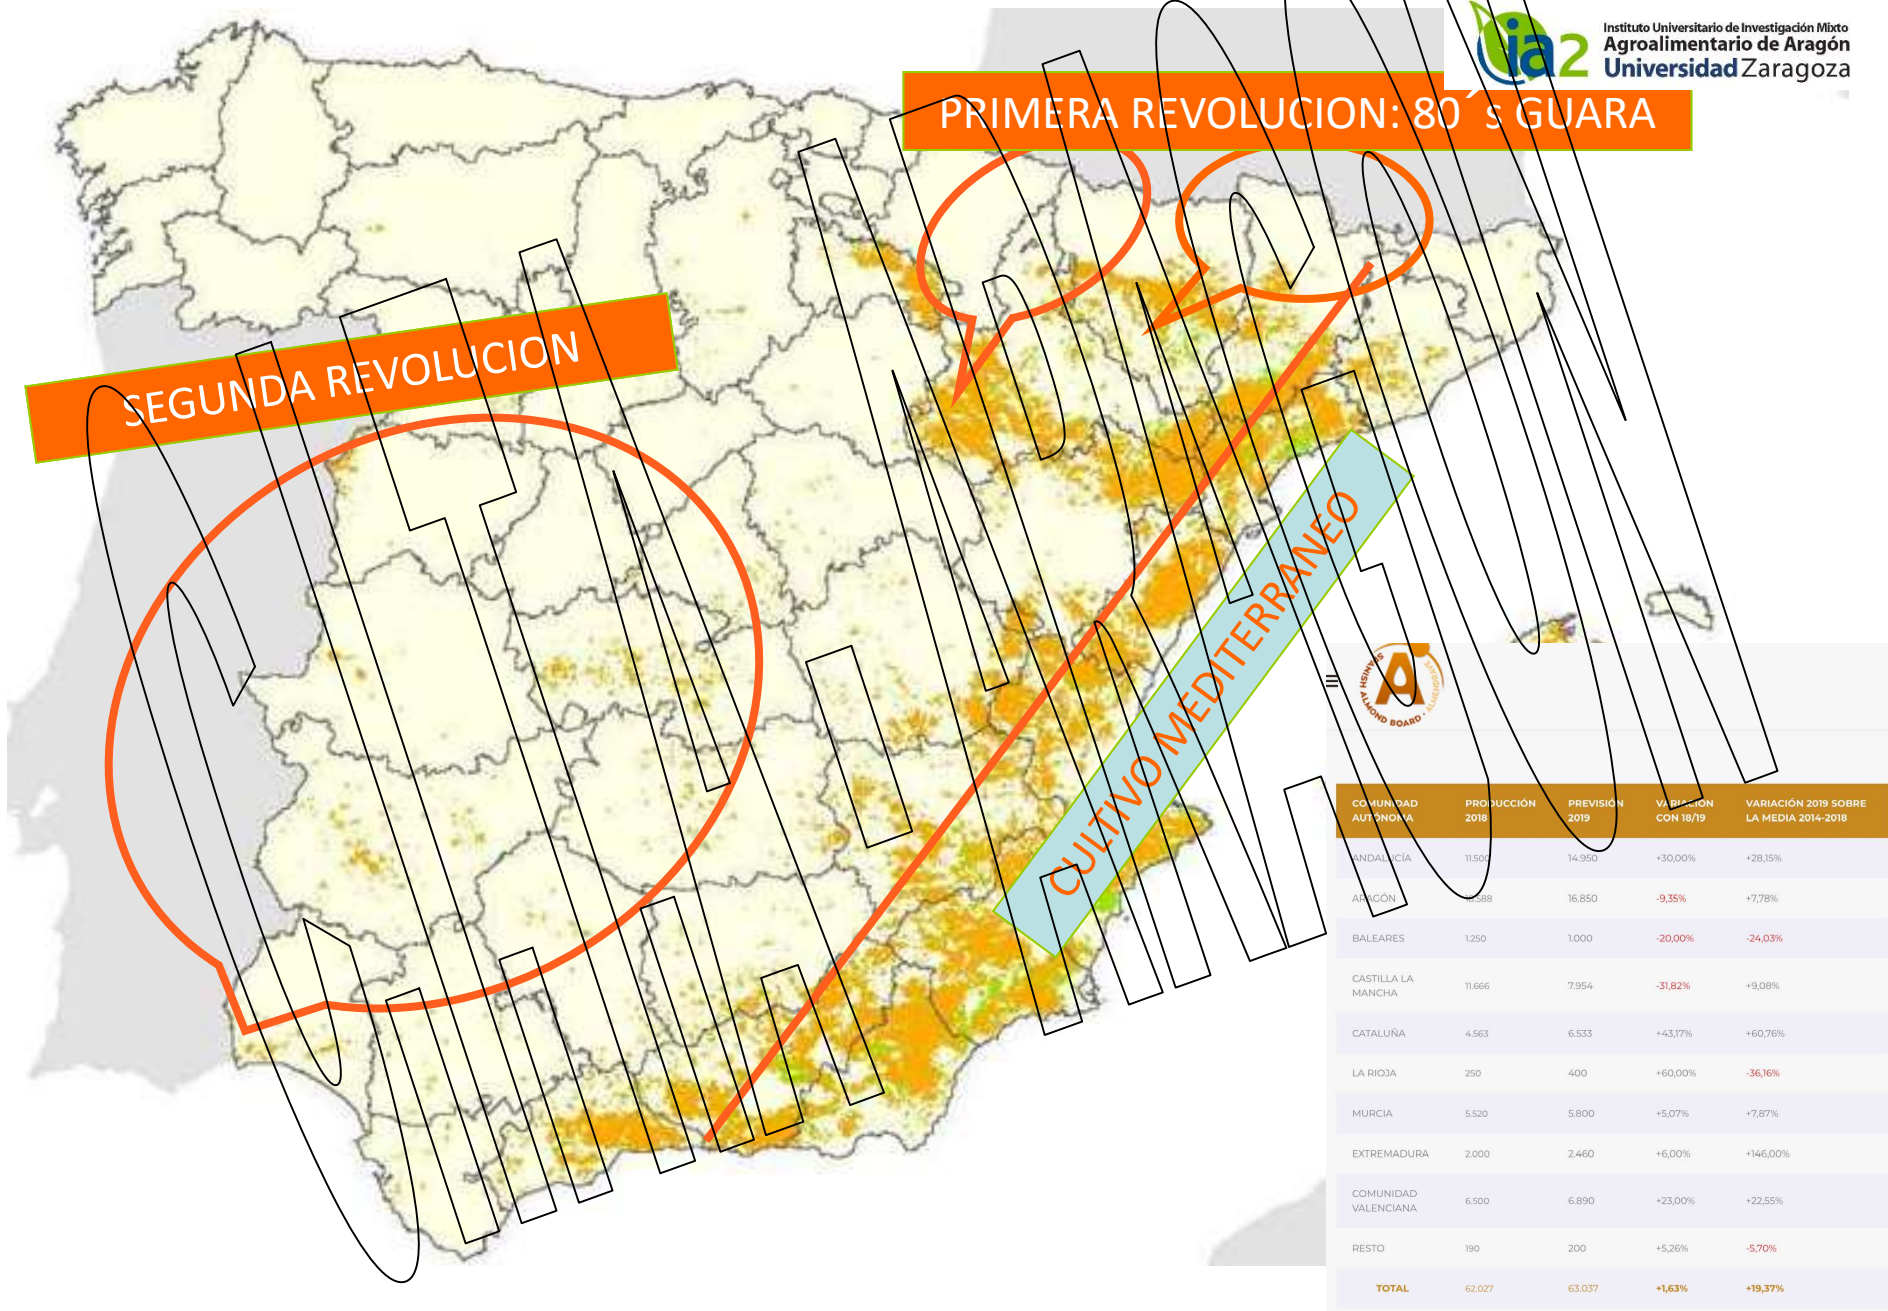 Instituto Universitario de Investigación Mixto
Agroalimentario de Aragón
Universidad Zaragoza
ia2
PRIMERA REVOLUCION: 80´s GUARA
SEGUNDA REVOLUCION
CULTIVO MEDITERRANEO
SPANISH ALMOND BOARD · ALMENDRAVE
COMUNIDAD AUTÓNOMA PRODUCCIÓN 2018 PREVISIÓN 2019 VARIACIÓN CON 18/19 VARIACIÓN 2019 SOBRE LA MEDIA 2014-2018
ANDALUCÍA 11.500 14.950 +30,00% +28,15%
ARAGÓN 18.588 16.850 -9,35% +7,78%
BALEARES 1.250 1.000 -20,00% -24,03%
CASTILLA LA MANCHA 11.666 7.954 -31,82% +9,08%
CATALUÑA 4.563 6.533 +43,17% +60,76%
LA RIOJA 250 400 +60,00% -36,16%
MURCIA 5.520 5.800 +5,07% +7,87%
EXTREMADURA 2.000 2.460 +6,00% +146,00%
COMUNIDAD VALENCIANA 6.500 6.890 +23,00% +22,55%
RESTO 190 200 +5,26% -5,70%
TOTAL 62.027 63.037 +1,63% +19,37%